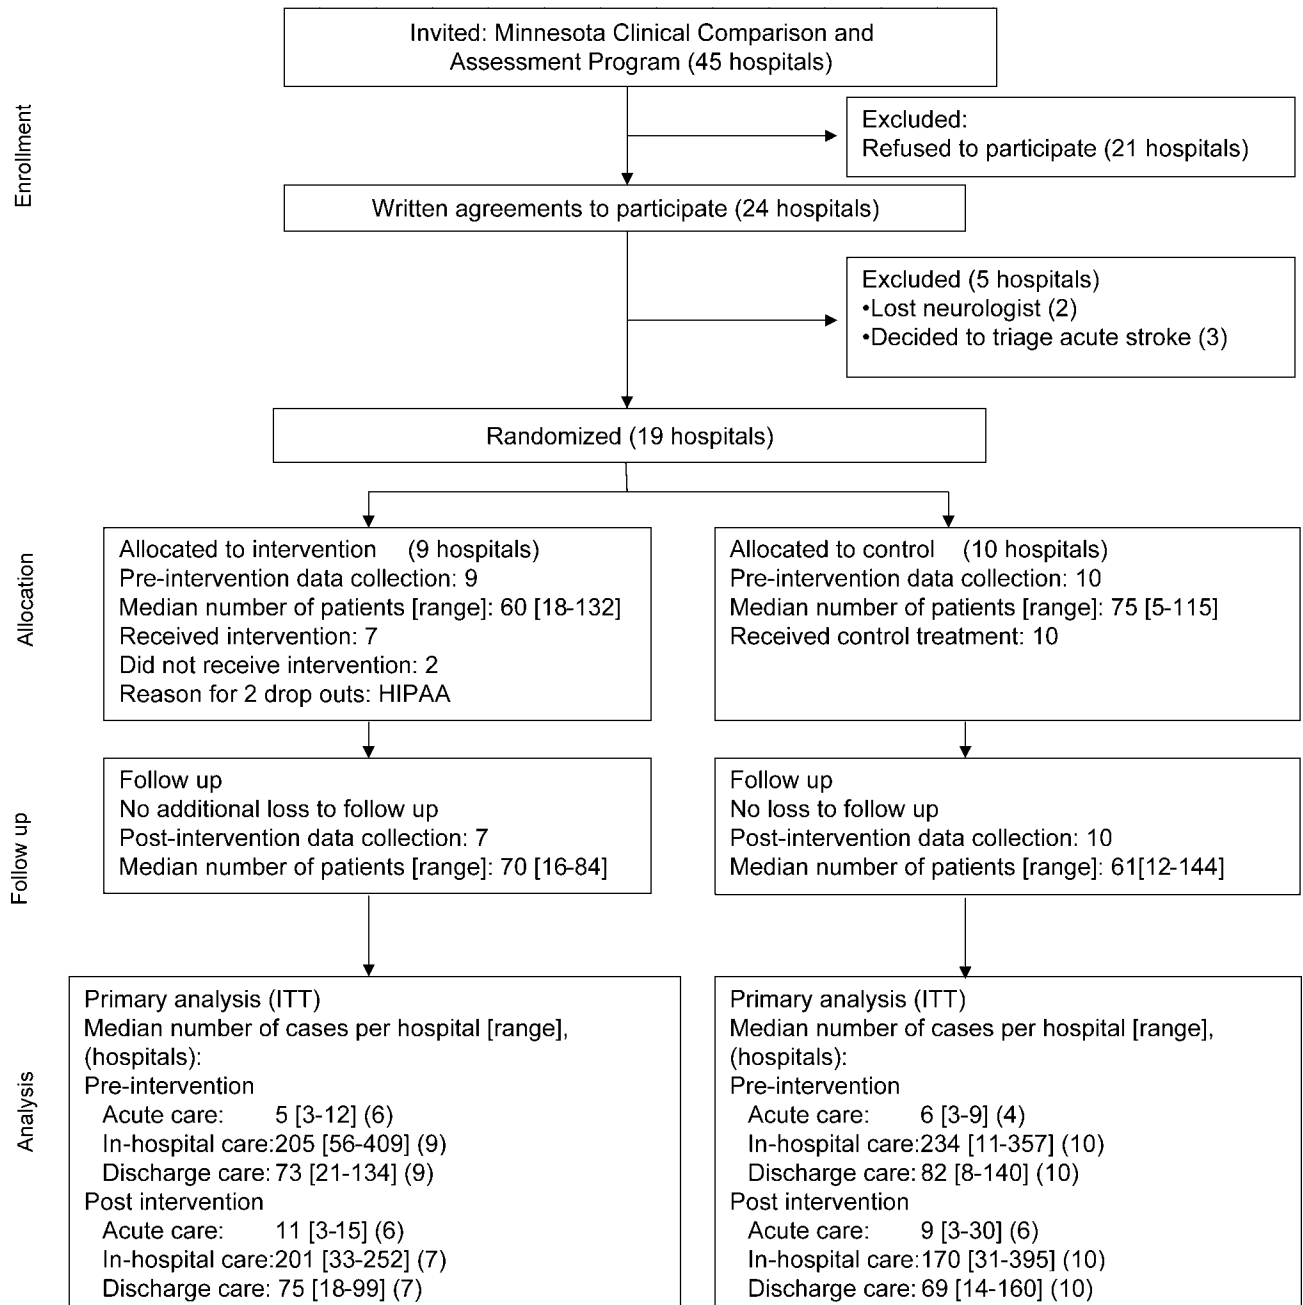 Invited: Minnesota Clinical Comparison and
Assessment Program (45 hospitals)
Enrollment
Excluded:
Refused to participate (21 hospitals)
Written agreements to participate (24 hospitals)
Excluded (5 hospitals)
•Lost neurologist (2)
•Decided to triage acute stroke (3)
Randomized (19 hospitals)
Allocation
Allocated to intervention (9 hospitals)
Pre-intervention data collection: 9
Median number of patients [range]: 60 [18-132]
Received intervention: 7
Did not receive intervention: 2
Reason for 2 drop outs: HIPAA
Allocated to control (10 hospitals)
Pre-intervention data collection: 10
Median number of patients [range]: 75 [5-115]
Received control treatment: 10
Follow up
Follow up
No additional loss to follow up
Post-intervention data collection: 7
Median number of patients [range]: 70 [16-84]
Follow up
No loss to follow up
Post-intervention data collection: 10
Median number of patients [range]: 61[12-144]
Analysis
Primary analysis (ITT)
Median number of cases per hospital [range],
(hospitals):
Pre-intervention
Acute care: 5 [3-12] (6)
In-hospital care:205 [56-409] (9)
Discharge care: 73 [21-134] (9)
Post intervention
Acute care: 11 [3-15] (6)
In-hospital care:201 [33-252] (7)
Discharge care: 75 [18-99] (7)
Primary analysis (ITT)
Median number of cases per hospital [range],
(hospitals):
Pre-intervention
Acute care: 6 [3-9] (4)
In-hospital care:234 [11-357] (10)
Discharge care: 82 [8-140] (10)
Post intervention
Acute care: 9 [3-30] (6)
In-hospital care:170 [31-395] (10)
Discharge care: 69 [14-160] (10)